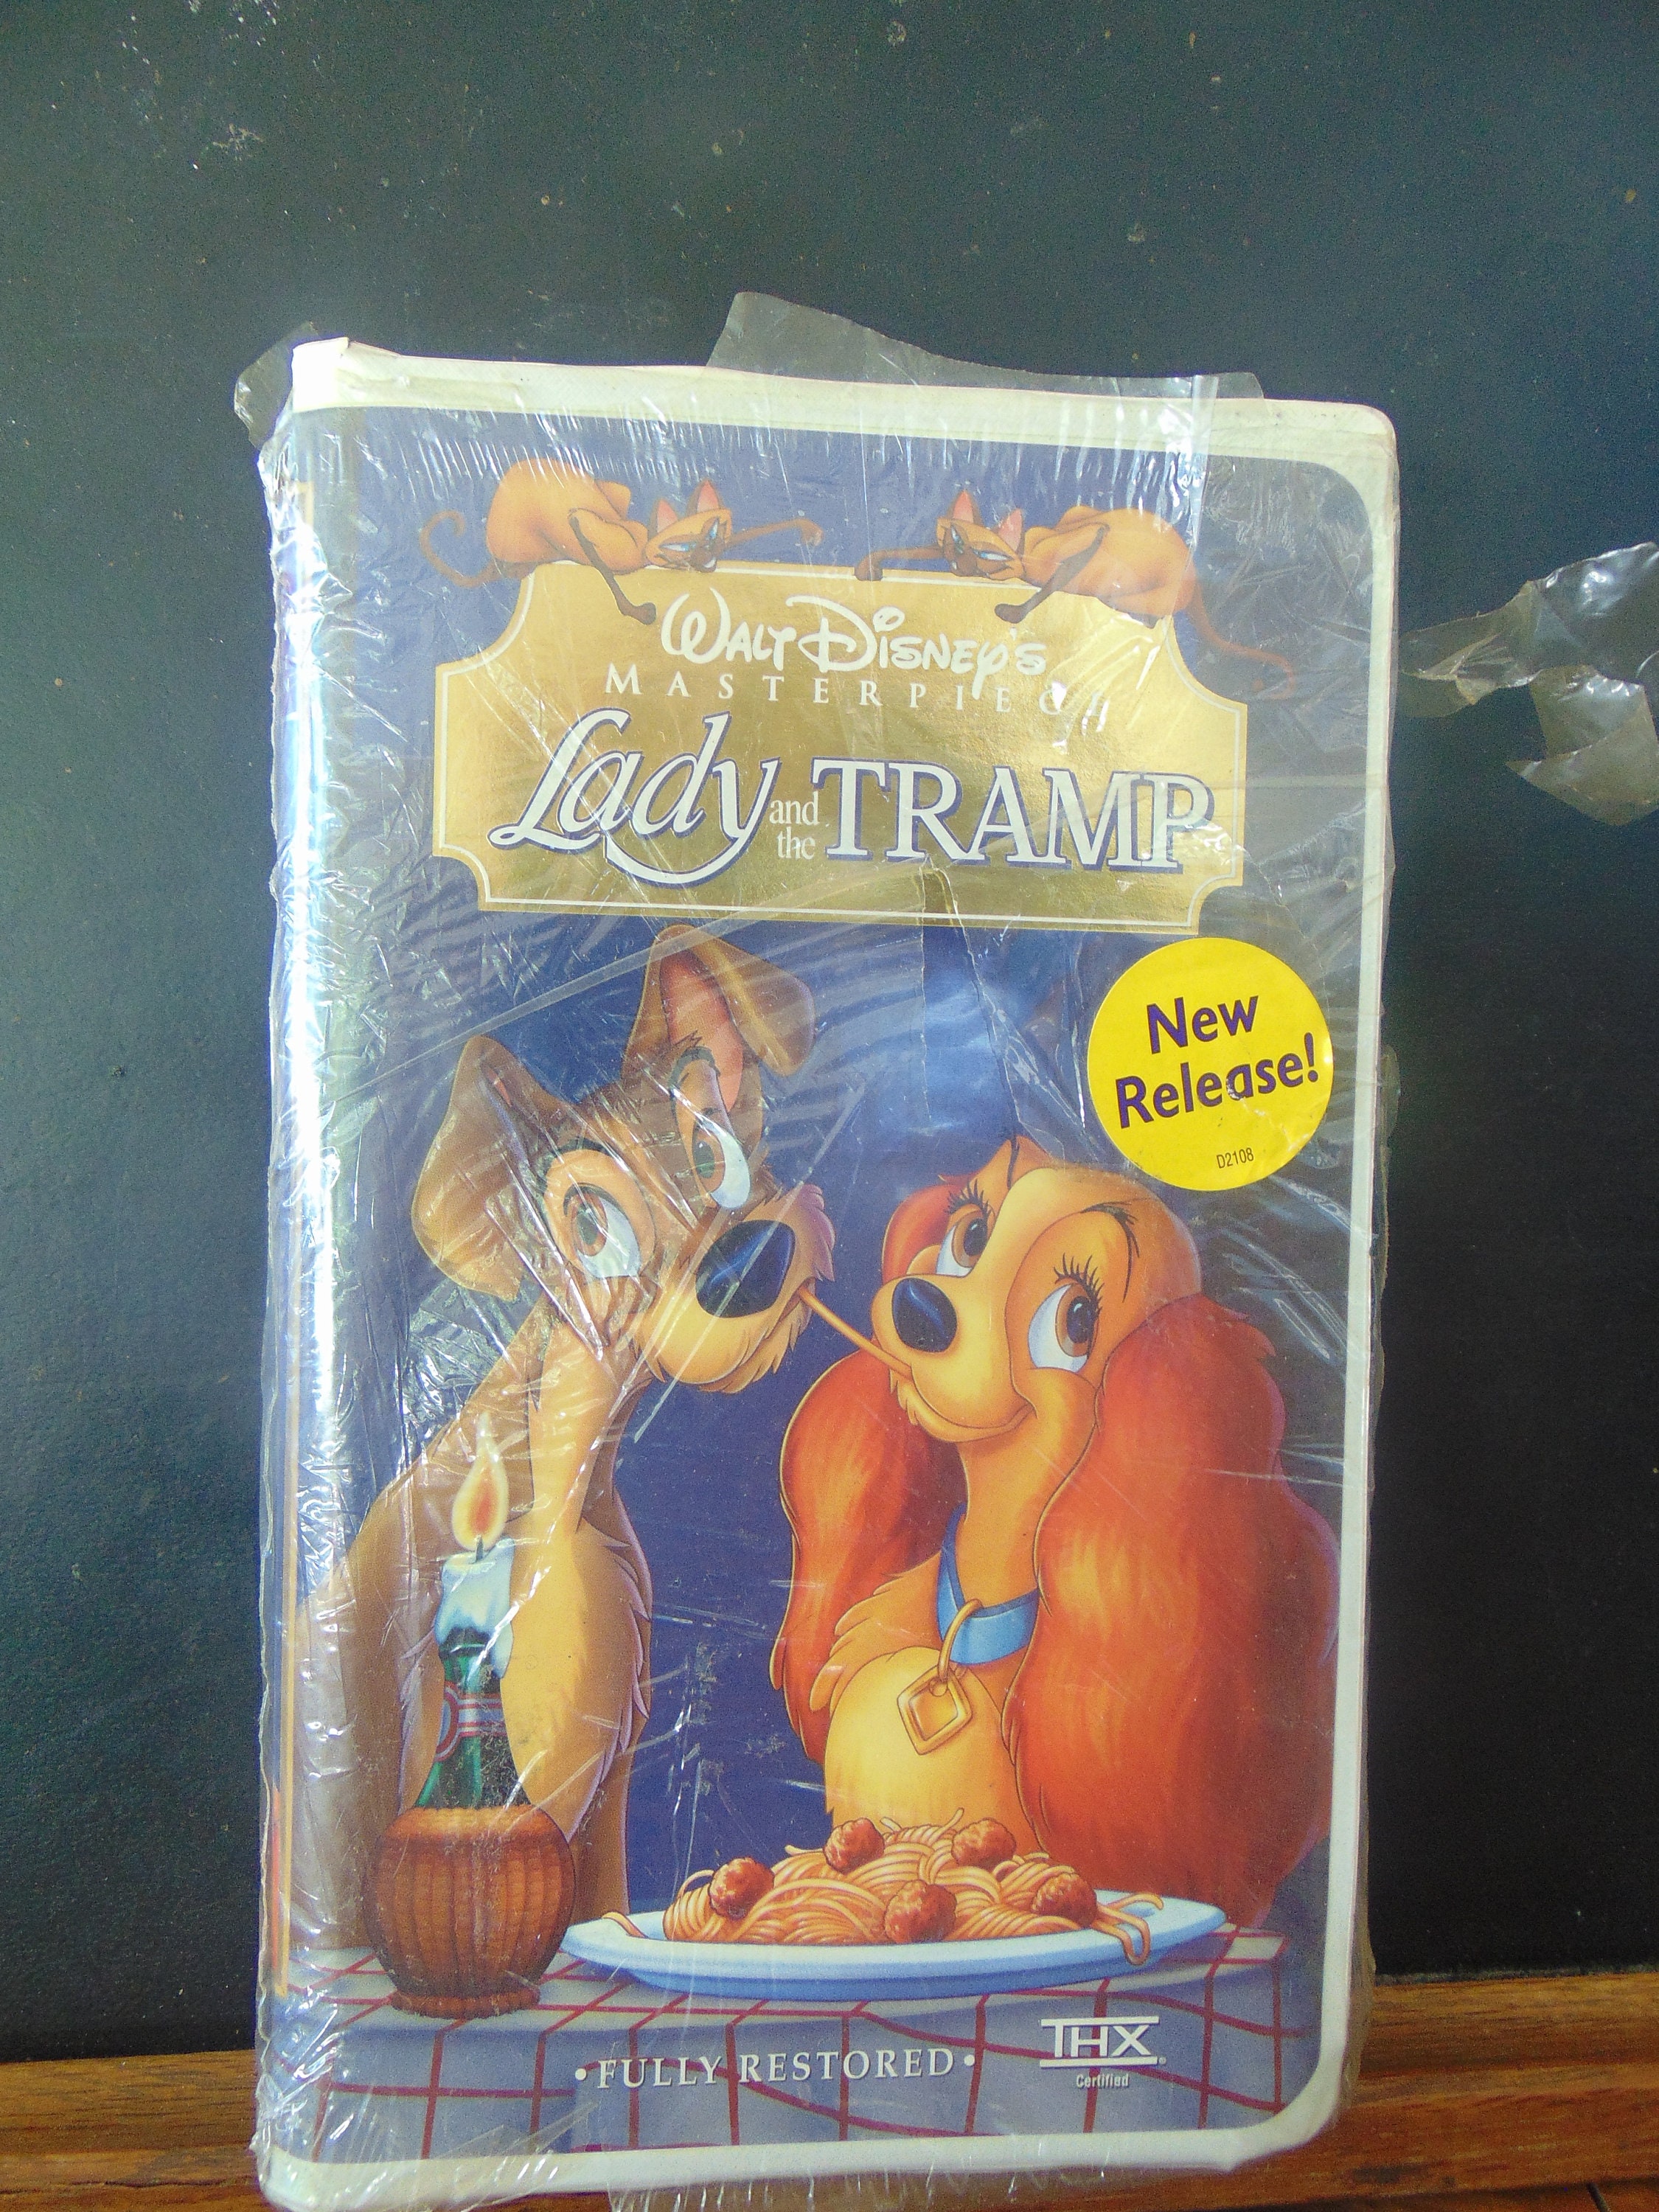 Walt Disney's
MASTERPIECE
Lady and the TRAMP
New
Release!
D2108
•FULLY RESTORED•
THX
Certified